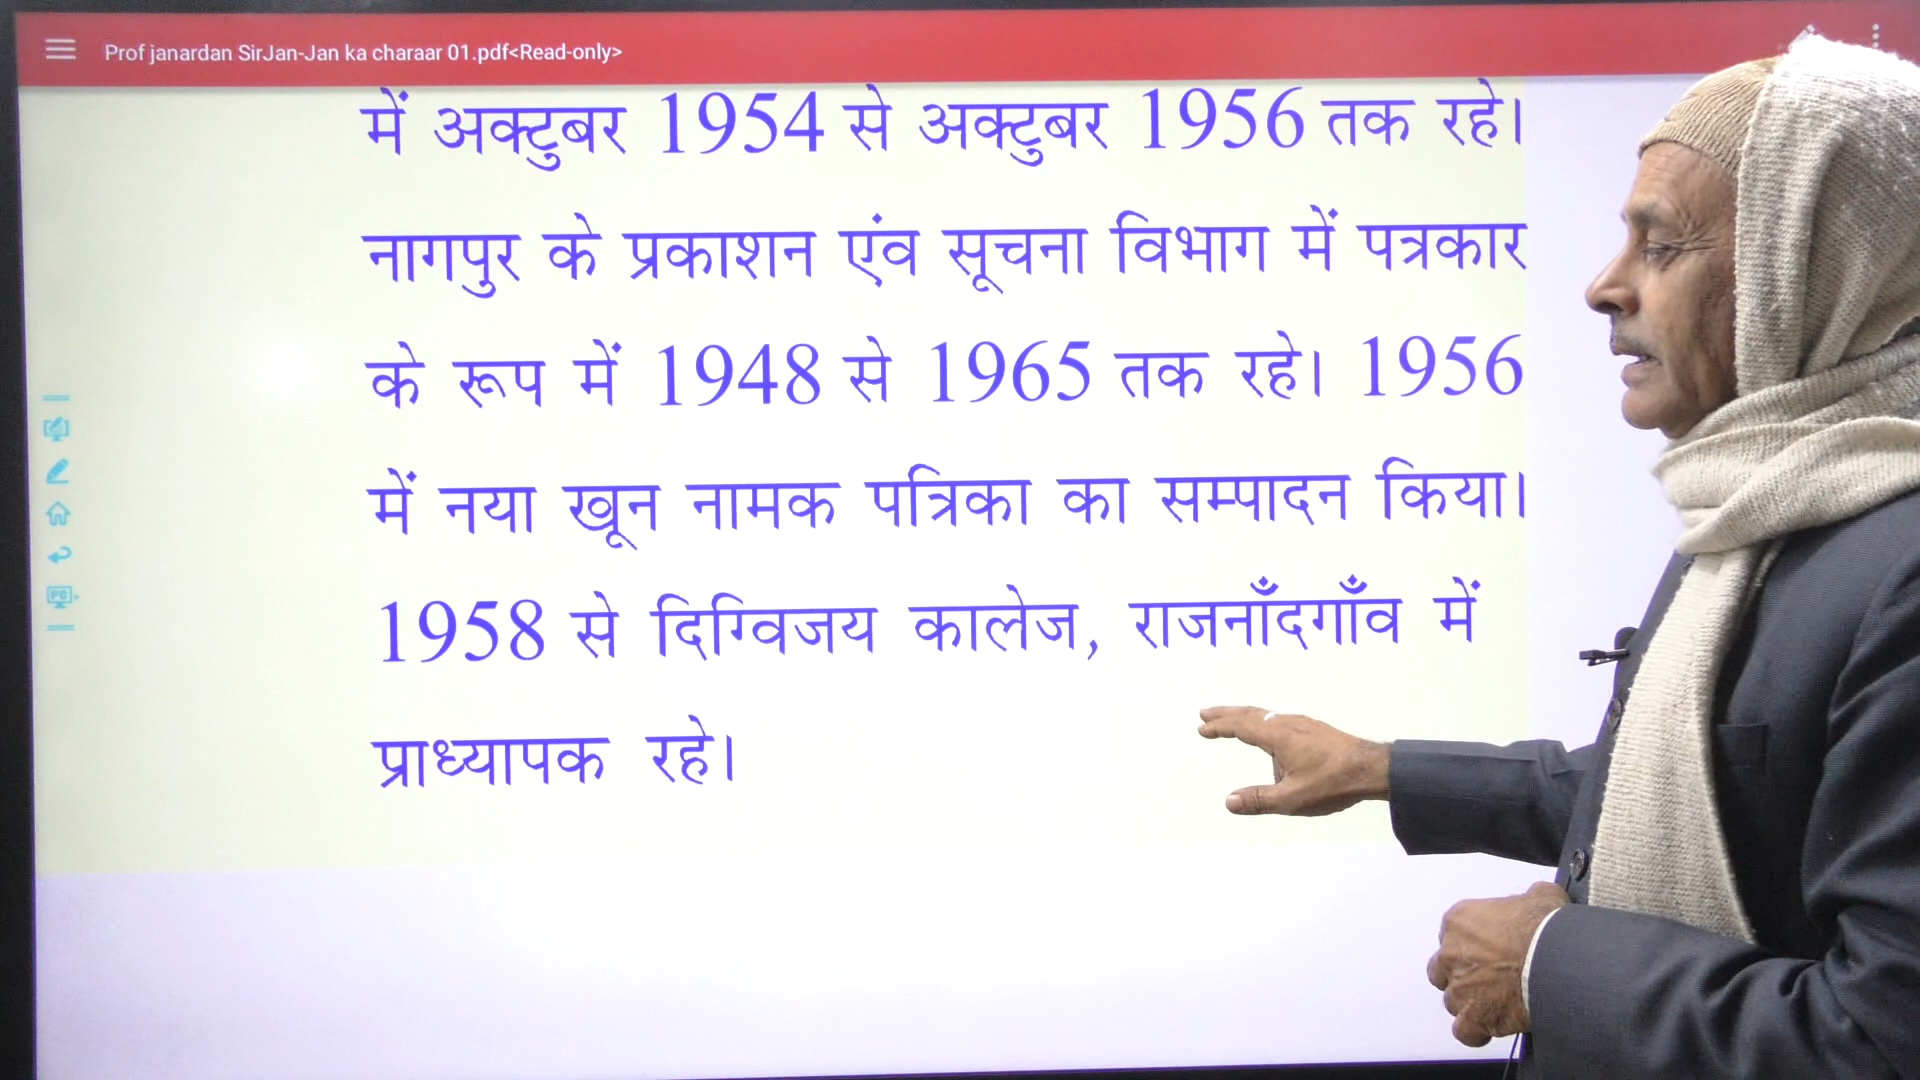 Prof janardan SirJan-Jan ka charaar 01.pdf<Read-only>
में अक्टुबर 1954 से अक्टुबर 1956 तक रहे।
नागपुर के प्रकाशन एंव सूचना विभाग में पत्रकार
के रूप में 1948 से 1965 तक रहे। 1956
में नया खून नामक पत्रिका का सम्पादन किया।
1958 से दिग्विजय कालेज, राजनाँदगाँव में
प्राध्यापक रहे।
PC